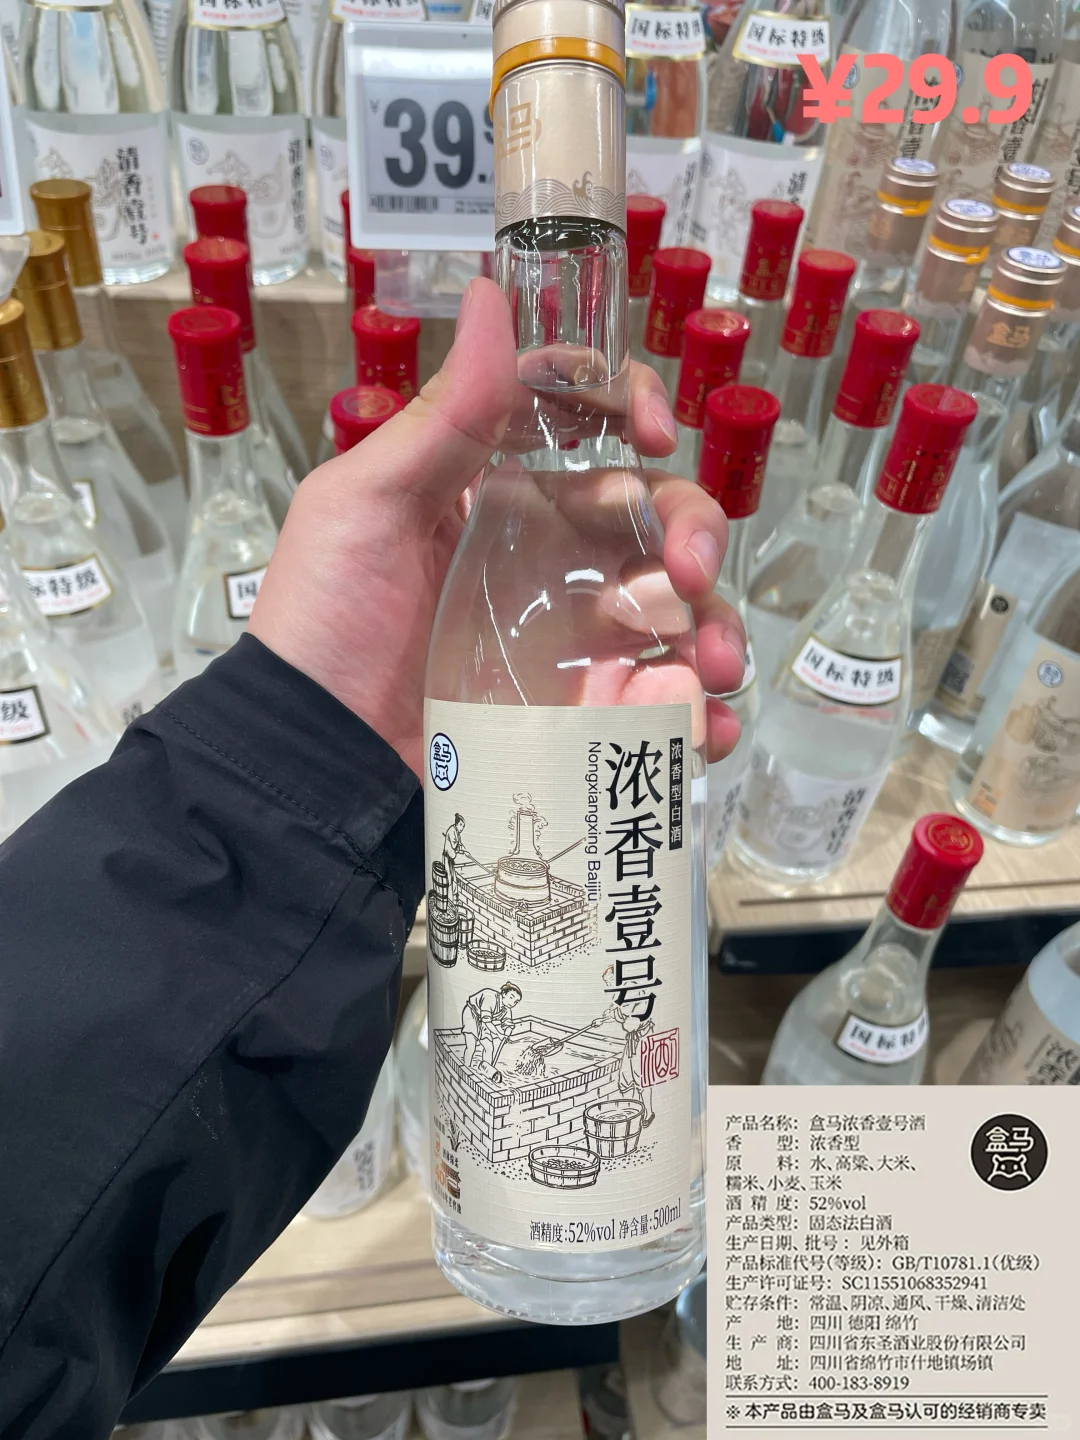 ¥29.9
¥39.
国标特级
国标特级
清香壹号
盒马
盒马
国标特级
国标特级
盒马
浓香型白酒
浓香壹号
Nongxiangxing Baijiu
酒精度:52%vol 净含量:500ml
国标特级
产品名称：盒马浓香壹号酒
香型：浓香型
原料：水、高粱、大米、
糯米、小麦、玉米
酒精度：52%vol
产品类型：固态法白酒
生产日期、批号：见外箱
产品标准代号(等级)：GB/T10781.1(优级)
生产许可证号：SC11551068352941
贮存条件：常温、阴凉、通风、干燥、清洁处
产地：四川 德阳 绵竹
生产商：四川省东圣酒业股份有限公司
地址：四川省绵竹市什地镇场镇
联系方式：400-183-8919
※本产品由盒马及盒马认可的经销商专卖
盒马